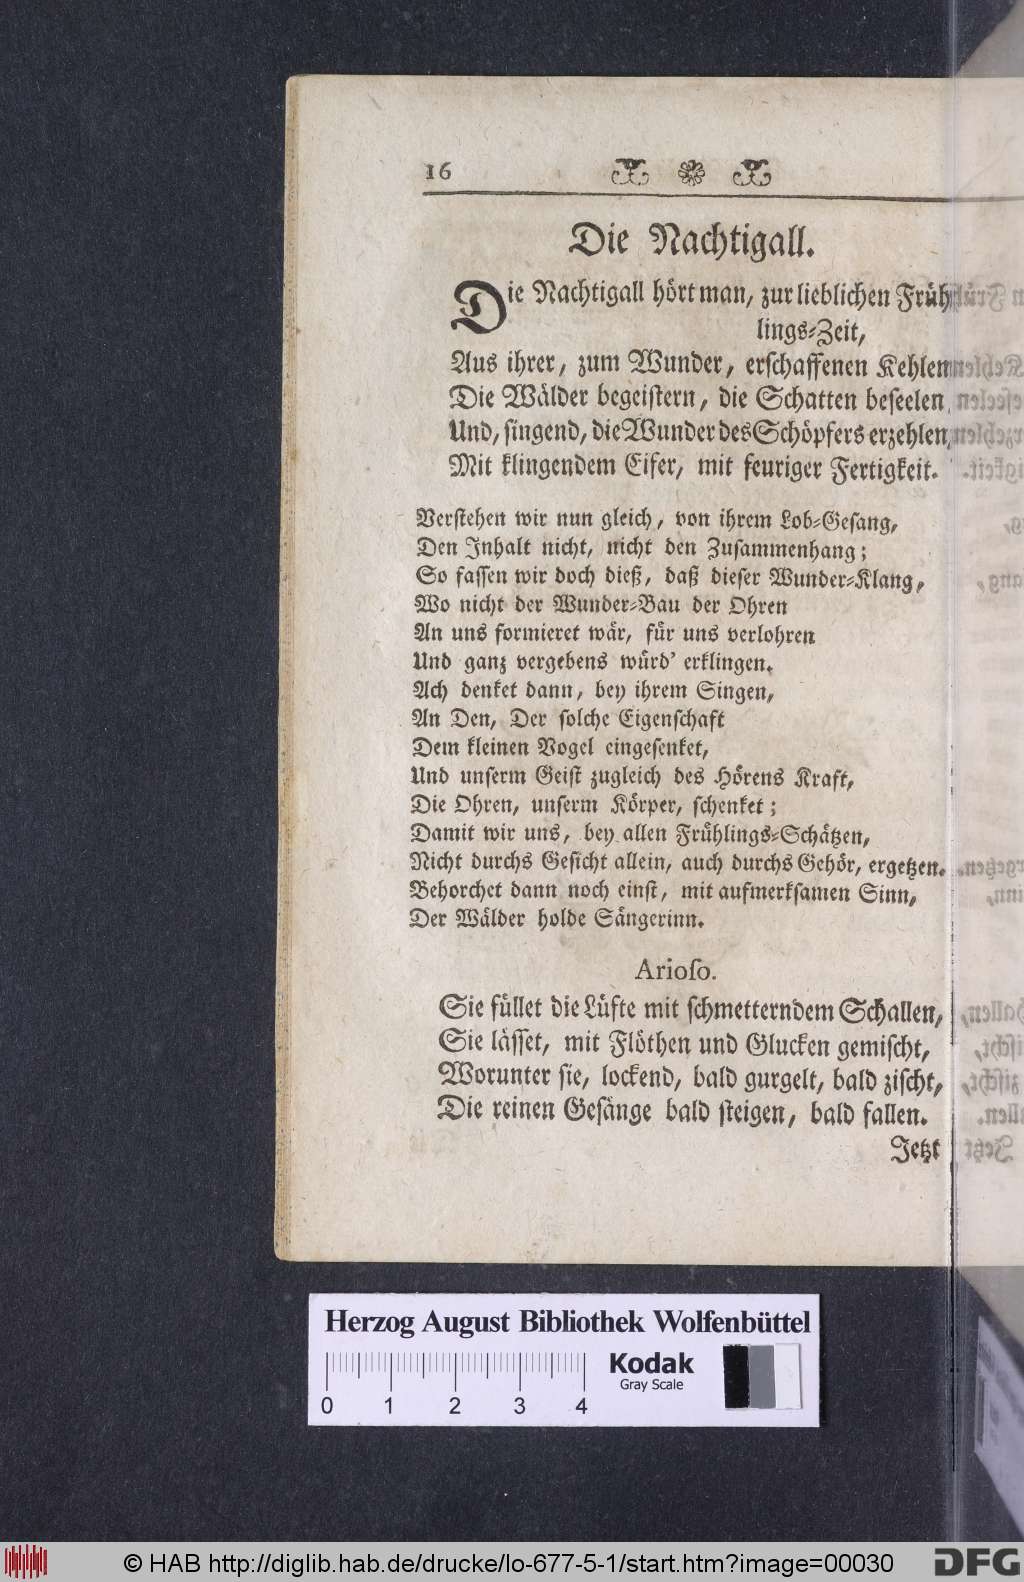 16
Die Nachtigall.
Die Nachtigall hört man, zur lieblichen Früh
lings-Zeit,
Aus ihrer, zum Wunder, erschaffenen Kehlen
Die Wälder begeistern, die Schatten beseelen
Und, singend, die Wunder des Schöpfers erzehlen,
Mit klingendem Eifer, mit feuriger Fertigkeit.
Verstehen wir nun gleich, von ihrem Lob-Gesang,
Den Inhalt nicht, nicht den Zusammenhang;
So fassen wir doch dieß, daß dieser Wunder-Klang,
Wo nicht der Wunder-Bau der Ohren
An uns formieret wär, für uns verlohren
Und ganz vergebens würd' erklingen.
Ach denket dann, bey ihrem Singen,
An Den, Der solche Eigenschaft
Dem kleinen Vogel eingesenket,
Und unserm Geist zugleich des Hörens Kraft,
Die Ohren, unserm Körper, schenket;
Damit wir uns, bey allen Frühlings-Schätzen,
Nicht durchs Gesicht allein, auch durchs Gehör, ergetzen.
Behorchet dann noch einst, mit aufmerksamen Sinn,
Der Wälder holde Sängerinn.
Arioso.
Sie füllet die Lüfte mit schmetterndem Schallen,
Sie lässet, mit Flöthen und Glucken gemischt,
Worunter sie, lockend, bald gurgelt, bald zischt,
Die reinen Gesänge bald steigen, bald fallen.
Jetzt
Herzog August Bibliothek Wolfenbüttel
Kodak
Gray Scale
0 1 2 3 4
© HAB http://diglib.hab.de/drucke/lo-677-5-1/start.htm?image=00030
DFG